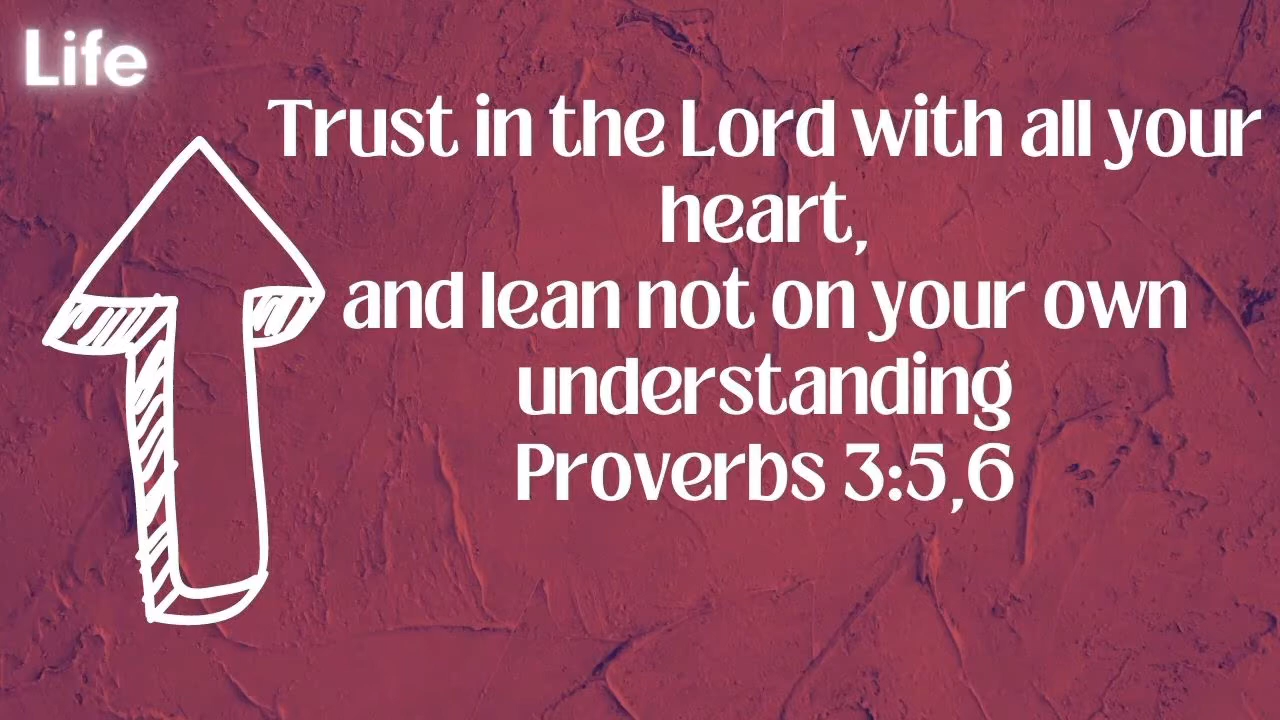 Life
Trust in the Lord with all your
heart,
and lean not on your own
understanding
Proverbs 3:5,6